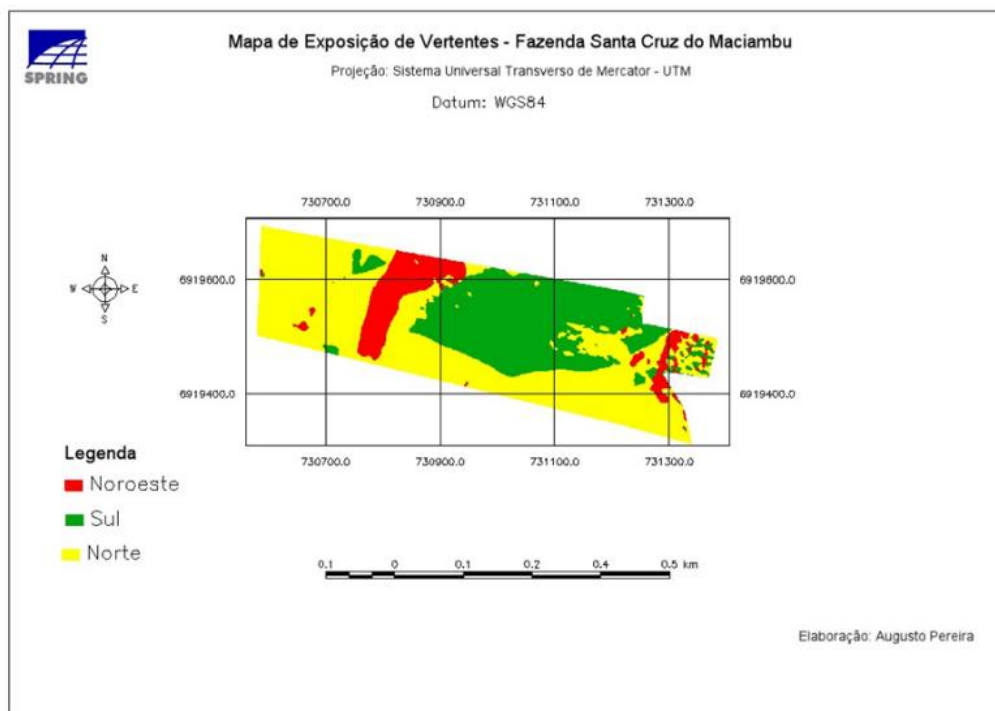 SPRING
Mapa de Exposição de Vertentes - Fazenda Santa Cruz do Maciambu
Projeção: Sistema Universal Transverso de Mercator - UTM
Datum: WGS84
730700.0 730900.0 731100.0 731300.0
N
W E
S
6919600.0 6919600.0
6919400.0 6919400.0
730700.0 730900.0 731100.0 731300.0
Legenda
Noroeste
Sul
Norte
0.1 0 0.1 0.2 0.4 0.5 km
Elaboração: Augusto Pereira